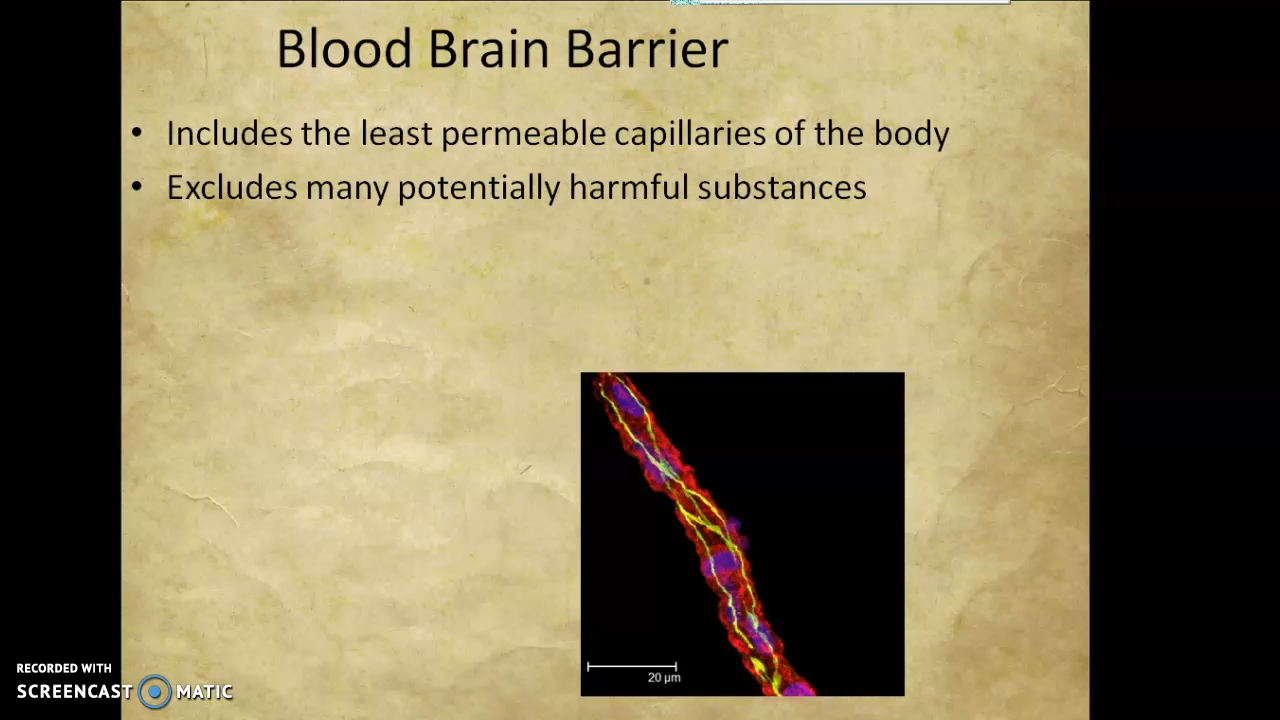 Blood Brain Barrier
• Includes the least permeable capillaries of the body
• Excludes many potentially harmful substances
20 µm
RECORDED WITH
SCREENCAST MATIC